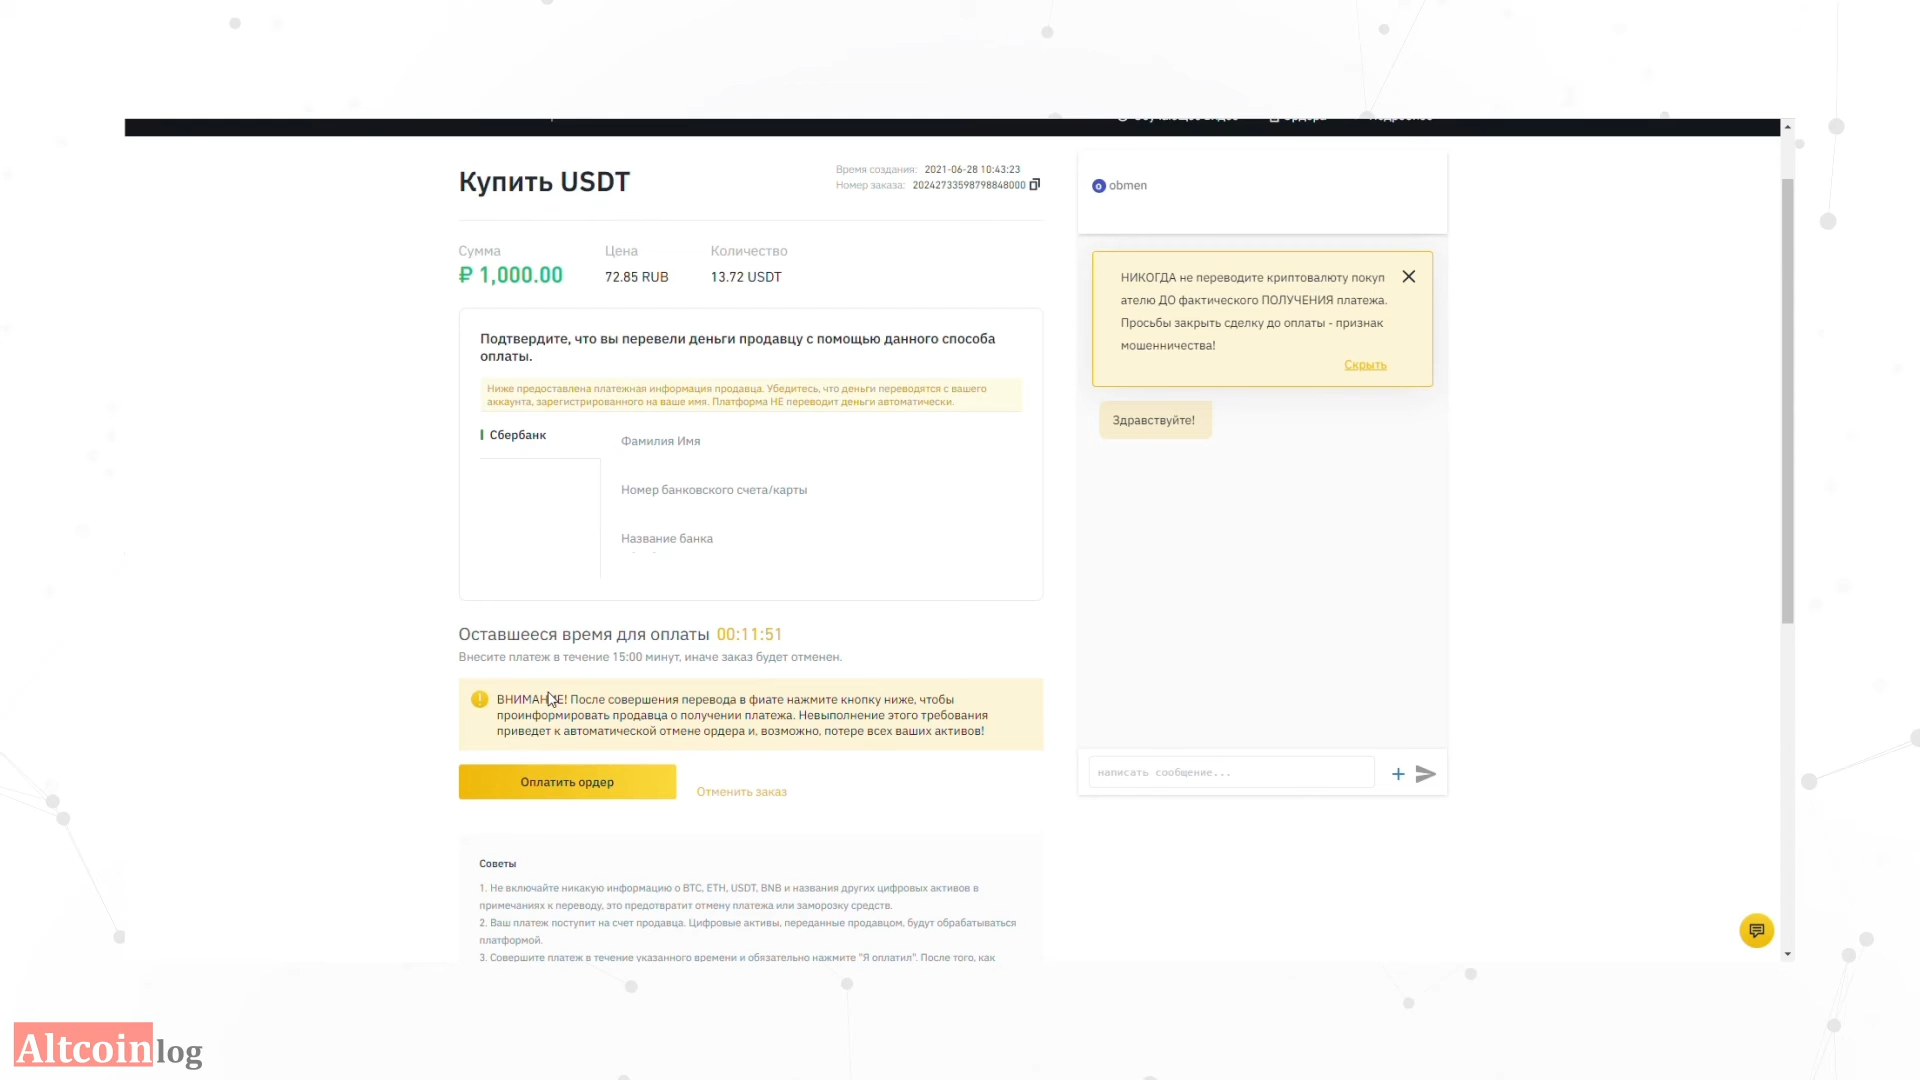 Купить USDT
Время создания: 2021-06-28 10:43:23
Номер заказа: 20242733598798848000
Сумма Цена Количество
₽ 1,000.00 72.85 RUB 13.72 USDT
Подтвердите, что вы перевели деньги продавцу с помощью данного способа
оплаты.
Ниже предоставлена платежная информация продавца. Убедитесь, что деньги переводятся с вашего
аккаунта, зарегистрированного на ваше имя. Платформа НЕ переводит деньги автоматически.
Сбербанк
Фамилия Имя
Номер банковского счета/карты
Название банка
Оставшееся время для оплаты 00:11:51
Внесите платеж в течение 15:00 минут, иначе заказ будет отменен.
ВНИМАНИЕ! После совершения перевода в фиате нажмите кнопку ниже, чтобы
проинформировать продавца о получении платежа. Невыполнение этого требования
приведет к автоматической отмене ордера и, возможно, потере всех ваших активов!
Оплатить ордер
Отменить заказ
Советы
1. Не включайте никакую информацию о BTC, ETH, USDT, BNB и названия других цифровых активов в
примечаниях к переводу, это предотвратит отмену платежа или заморозку средств.
2. Ваш платеж поступит на счет продавца. Цифровые активы, переданные продавцом, будут обрабатываться
платформой.
3. Совершите платеж в течение указанного времени и обязательно нажмите "Я оплатил". После того, как
o obmen
НИКОГДА не переводите криптовалюту покуп
ателю ДО фактического ПОЛУЧЕНИЯ платежа.
Просьбы закрыть сделку до оплаты - признак
мошенничества!
Скрыть
Здравствуйте!
написать сообщение...
Altcoinlog